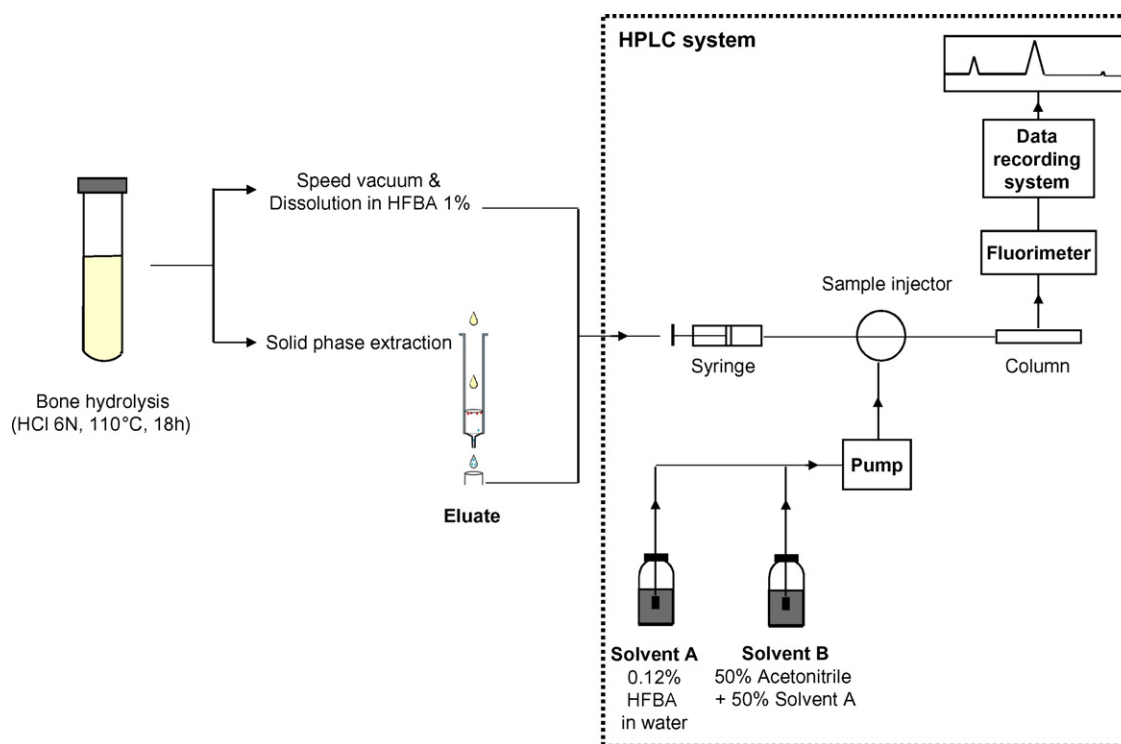 HPLC system
Data
recording
system
Fluorimeter
Speed vacuum &
Dissolution in HFBA 1%
Sample injector
Solid phase extraction
Syringe
Column
Bone hydrolysis
(HCl 6N, 110°C, 18h)
Pump
Eluate
Solvent A
0.12%
HFBA
in water
Solvent B
50% Acetonitrile
+ 50% Solvent A